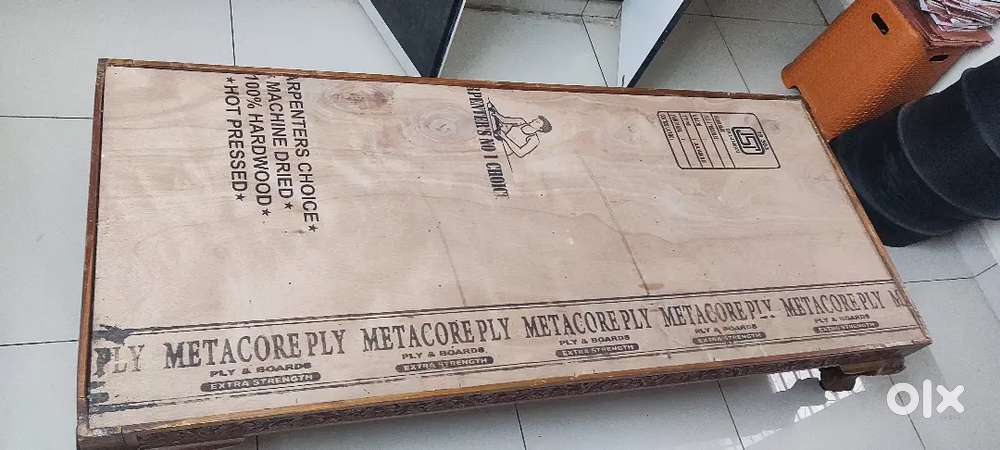 ARPENTERS CHOICE★
MACHINE DRIED★
100% HARDWOOD★
★HOT PRESSED★
RPENTER'S NO 1 CHOICE
ISI
PLY METACORE PLY METACORE PLY METACORE PLY METACORE PLY METACORE PLY M
PLY & BOARDS PLY & BOARDS PLY & BOARDS PLY & BOARDS PLY & BOARDS
EXTRA STRENGTH EXTRA STRENGTH EXTRA STRENGTH EXTRA STRENGTH EXTRA STRENGTH
olx